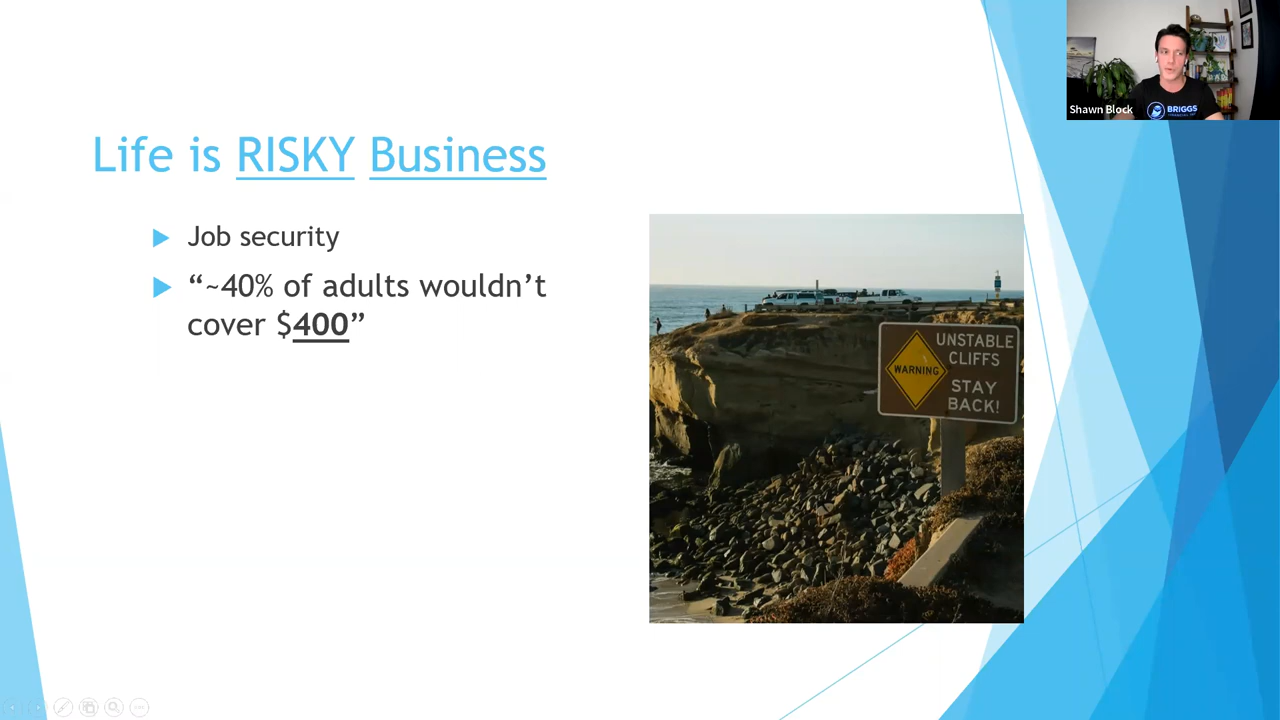 Shawn Block
BRIGGS
Life is RISKY Business
Job security
“~40% of adults wouldn’t
cover $400”
UNSTABLE
CLIFFS
WARNING
STAY
BACK!